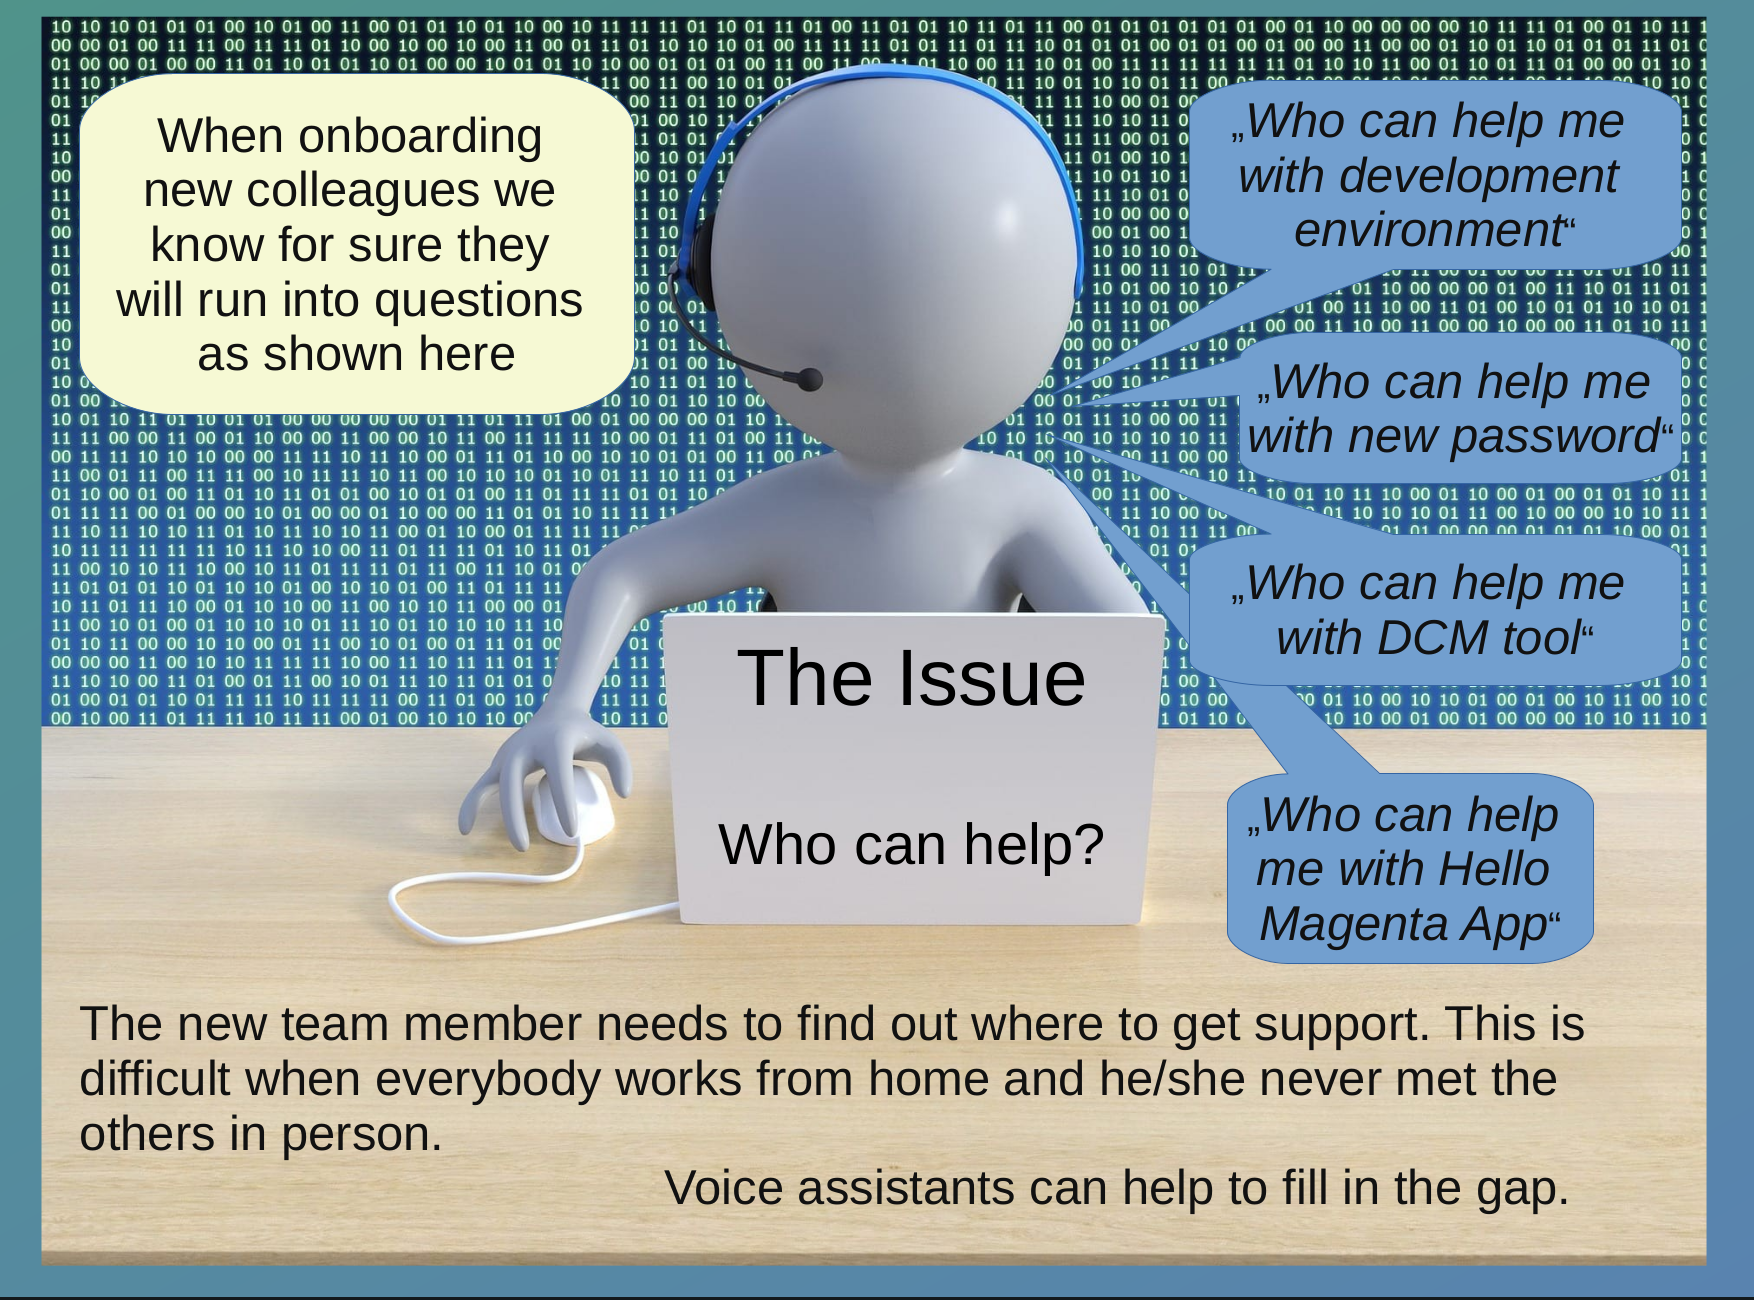 When onboarding
new colleagues we
know for sure they
will run into questions
as shown here
„Who can help me
with development
environment“
„Who can help me
with new password“
„Who can help me
with DCM tool“
„Who can help
me with Hello
Magenta App“
The Issue
Who can help?
The new team member needs to find out where to get support. This is
difficult when everybody works from home and he/she never met the
others in person.
Voice assistants can help to fill in the gap.